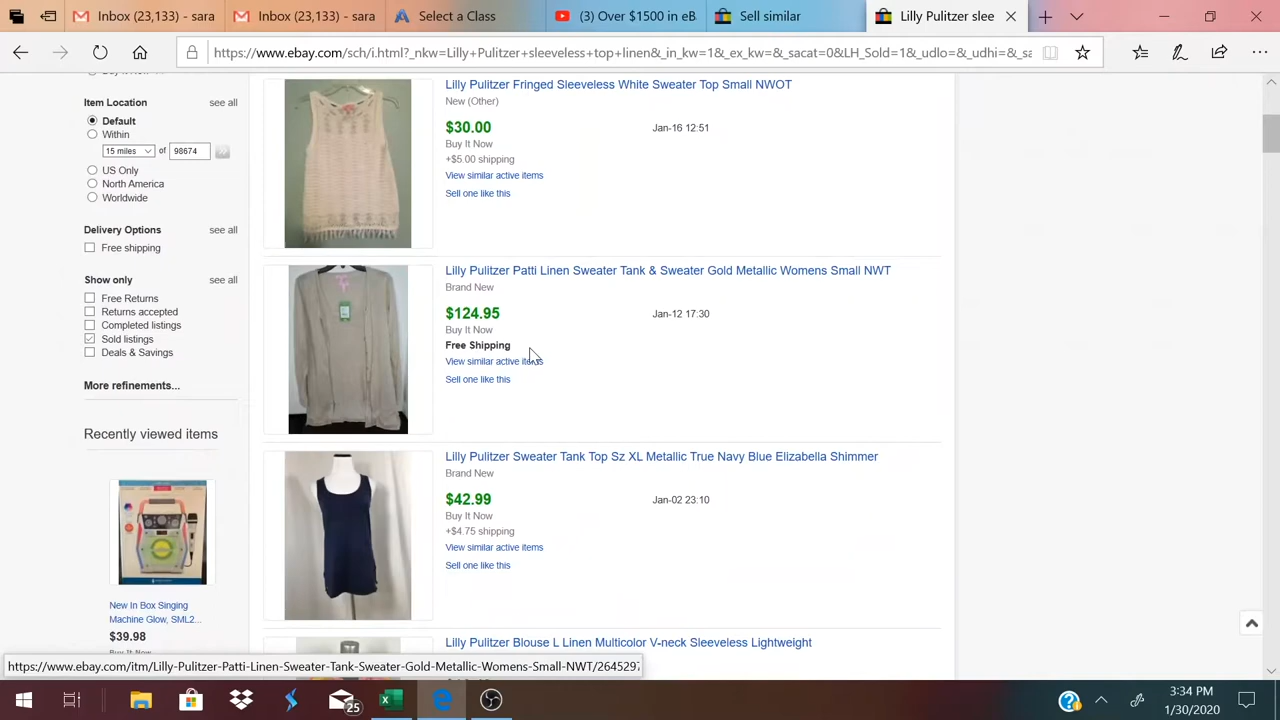 Inbox (23,133) - sara
Inbox (23,133) - sara
Select a Class
(3) Over $1500 in eB
Sell similar
Lilly Pulitzer slee
https://www.ebay.com/sch/i.html?_nkw=Lilly+Pulitzer+sleeveless+top+linen&_in_kw=1&_ex_kw=&_sacat=0&LH_Sold=1&_udlo=&_udhi=&_sa
Item Location see all
Default
Within
15 miles of 98674
US Only
North America
Worldwide
Delivery Options see all
Free shipping
Show only see all
Free Returns
Returns accepted
Completed listings
Sold listings
Deals & Savings
More refinements...
Recently viewed items
New In Box Singing
Machine Glow, SML2...
$39.98
Buy It Now
Lilly Pulitzer Fringed Sleeveless White Sweater Top Small NWOT
New (Other)
$30.00 Jan-16 12:51
Buy It Now
+$5.00 shipping
View similar active items
Sell one like this
Lilly Pulitzer Patti Linen Sweater Tank & Sweater Gold Metallic Womens Small NWT
Brand New
$124.95 Jan-12 17:30
Buy It Now
Free Shipping
View similar active items
Sell one like this
Lilly Pulitzer Sweater Tank Top Sz XL Metallic True Navy Blue Elizabella Shimmer
Brand New
$42.99 Jan-02 23:10
Buy It Now
+$4.75 shipping
View similar active items
Sell one like this
Lilly Pulitzer Blouse L Linen Multicolor V-neck Sleeveless Lightweight
https://www.ebay.com/itm/Lilly-Pulitzer-Patti-Linen-Sweater-Tank-Sweater-Gold-Metallic-Womens-Small-NWT/264529
25
3:34 PM
1/30/2020